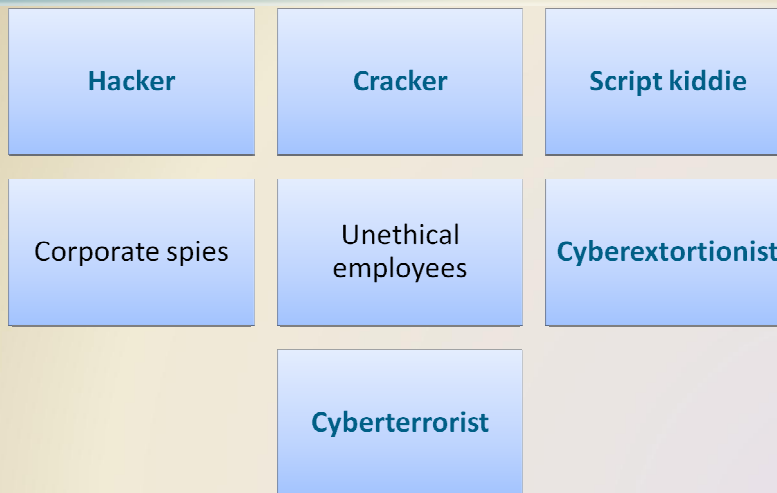 Hacker
Cracker
Script kiddie
Corporate spies
Unethical
employees
Cyberextortionist
Cyberterrorist